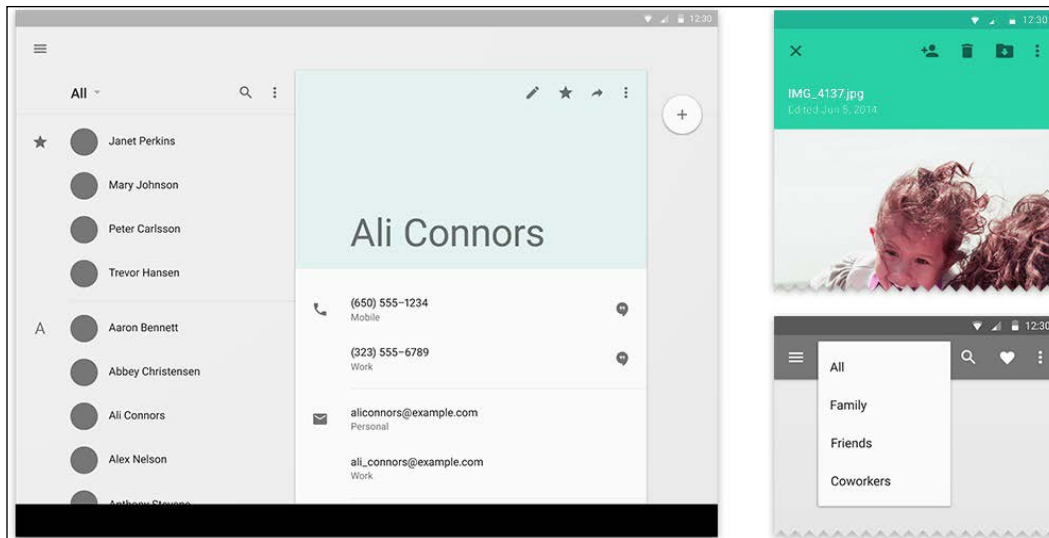 12:30
All
Janet Perkins
Mary Johnson
Peter Carlsson
Trevor Hansen
A
Aaron Bennett
Abbey Christensen
Ali Connors
Alex Nelson
Anthony Stevens
Ali Connors
(650) 555-1234
Mobile
(323) 555-6789
Work
aliconnors@example.com
Personal
ali_connors@example.com
Work
12:30
IMG_4137.jpg
Edited Jun 5, 2014
12:30
All
Family
Friends
Coworkers